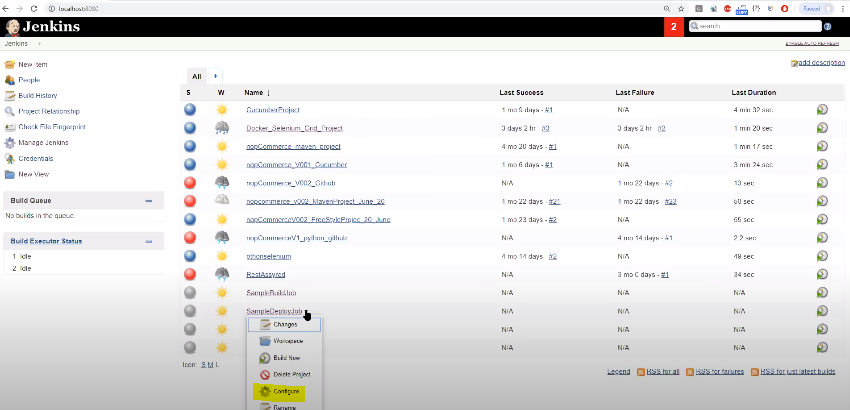 localhost:8080
Paused
Jenkins
2
search
Jenkins
ENABLE AUTO REFRESH
New Item
People
Build History
Project Relationship
Check File Fingerprint
Manage Jenkins
Credentials
New View
Build Queue
No builds in the queue.
Build Executor Status
1 Idle
2 Idle
add description
All +
S W Name ↓ Last Success Last Failure Last Duration
CucumberProject 1 mo 9 days - #1 N/A 4 min 32 sec
Docker_Selenium_Grid_Project 3 days 2 hr - #3 3 days 2 hr - #2 1 min 20 sec
nopCommerce_maven_project 4 mo 20 days - #1 N/A 1 min 17 sec
nopCommerce_V001_Cucumber 1 mo 6 days - #1 N/A 3 min 24 sec
nopCommerce_V002_Github N/A 1 mo 22 days - #2 13 sec
nopcommerce_v002_MavenProject_June_20 1 mo 22 days - #21 1 mo 22 days - #23 50 sec
nopCommerceV002_FreeStyleProjec_20_June 1 mo 23 days - #2 N/A 55 sec
nopCommerceV1_python_github N/A 4 mo 14 days - #1 2.2 sec
pthonselenium 4 mo 14 days - #2 N/A 49 sec
RestAssured N/A 3 mo 0 days - #1 34 sec
SampleBuildJob N/A N/A N/A
SampleDeployJob N/A N/A N/A
N/A N/A N/A
N/A N/A N/A
Changes
Workspace
Build Now
Delete Project
Configure
Rename
Icon: S M L
Legend RSS for all RSS for failures RSS for just latest builds